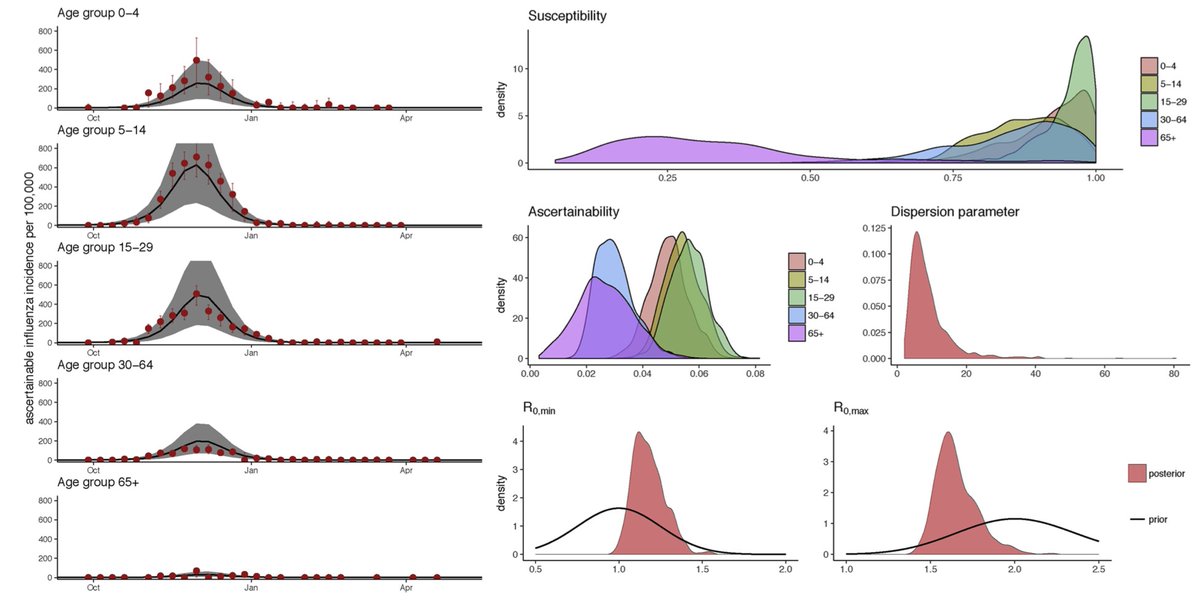 Age group 0−4
800
600
400
200
0
Oct
Jan
Apr
Age group 5−14
800
600
400
200
0
Oct
Jan
Apr
Age group 15−29
800
600
400
200
0
Oct
Jan
Apr
Age group 30−64
800
600
400
200
0
Oct
Jan
Apr
Age group 65+
800
600
400
200
0
Oct
Jan
Apr
ascertainable influenza incidence per 100,000
Susceptibility
density
10
5
0
0.25
0.50
0.75
1.00
0−4
5−14
15−29
30−64
65+
Ascertainability
density
60
40
20
0
0.00
0.02
0.04
0.06
0.08
0−4
5−14
15−29
30−64
65+
Dispersion parameter
0.125
0.100
0.075
0.050
0.025
0.000
0
20
40
60
80
R0,min
density
4
3
2
1
0
0.5
1.0
1.5
2.0
R0,max
4
3
2
1
0
1.0
1.5
2.0
2.5
posterior
prior